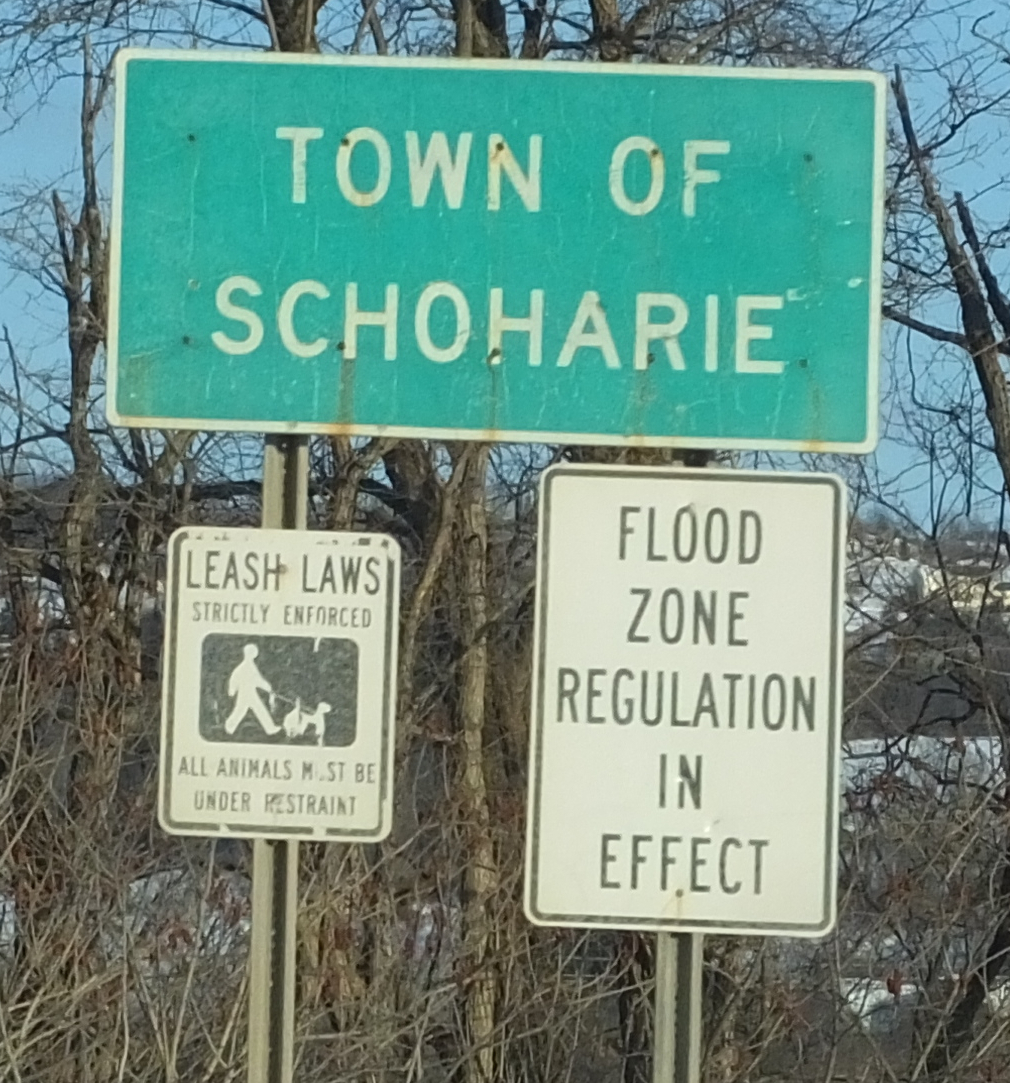 TOWN OF
SCHOHARIE
LEASH LAWS
STRICTLY ENFORCED
ALL ANIMALS MUST BE
UNDER RESTRAINT
FLOOD
ZONE
REGULATION
IN
EFFECT